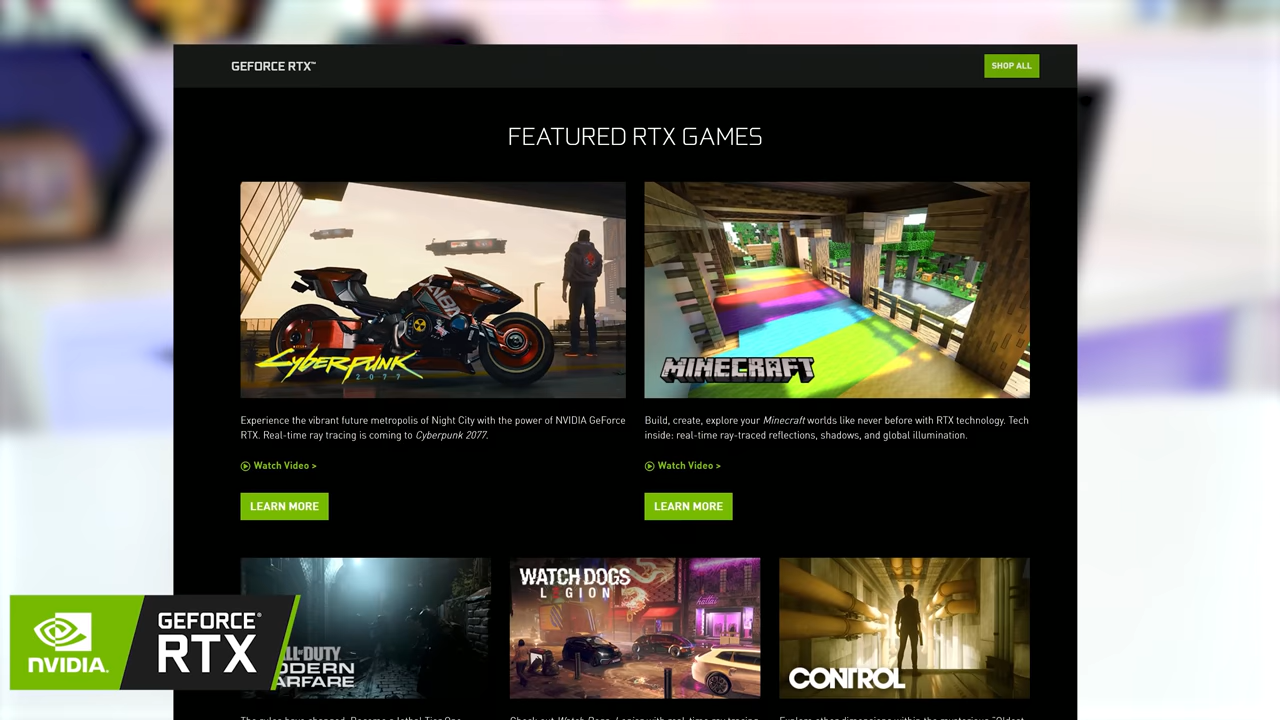 GEFORCE RTX™
SHOP ALL
FEATURED RTX GAMES
CYBERPUNK
2077
MINECRAFT
Experience the vibrant future metropolis of Night City with the power of NVIDIA GeForce
RTX. Real-time ray tracing is coming to Cyberpunk 2077.
Build, create, explore your Minecraft worlds like never before with RTX technology. Tech
inside: real-time ray-traced reflections, shadows, and global illumination.
Watch Video >
Watch Video >
LEARN MORE
LEARN MORE
WATCH DOGS
LEGION
DUTY
CONTROL
NVIDIA.
GEFORCE®
RTX